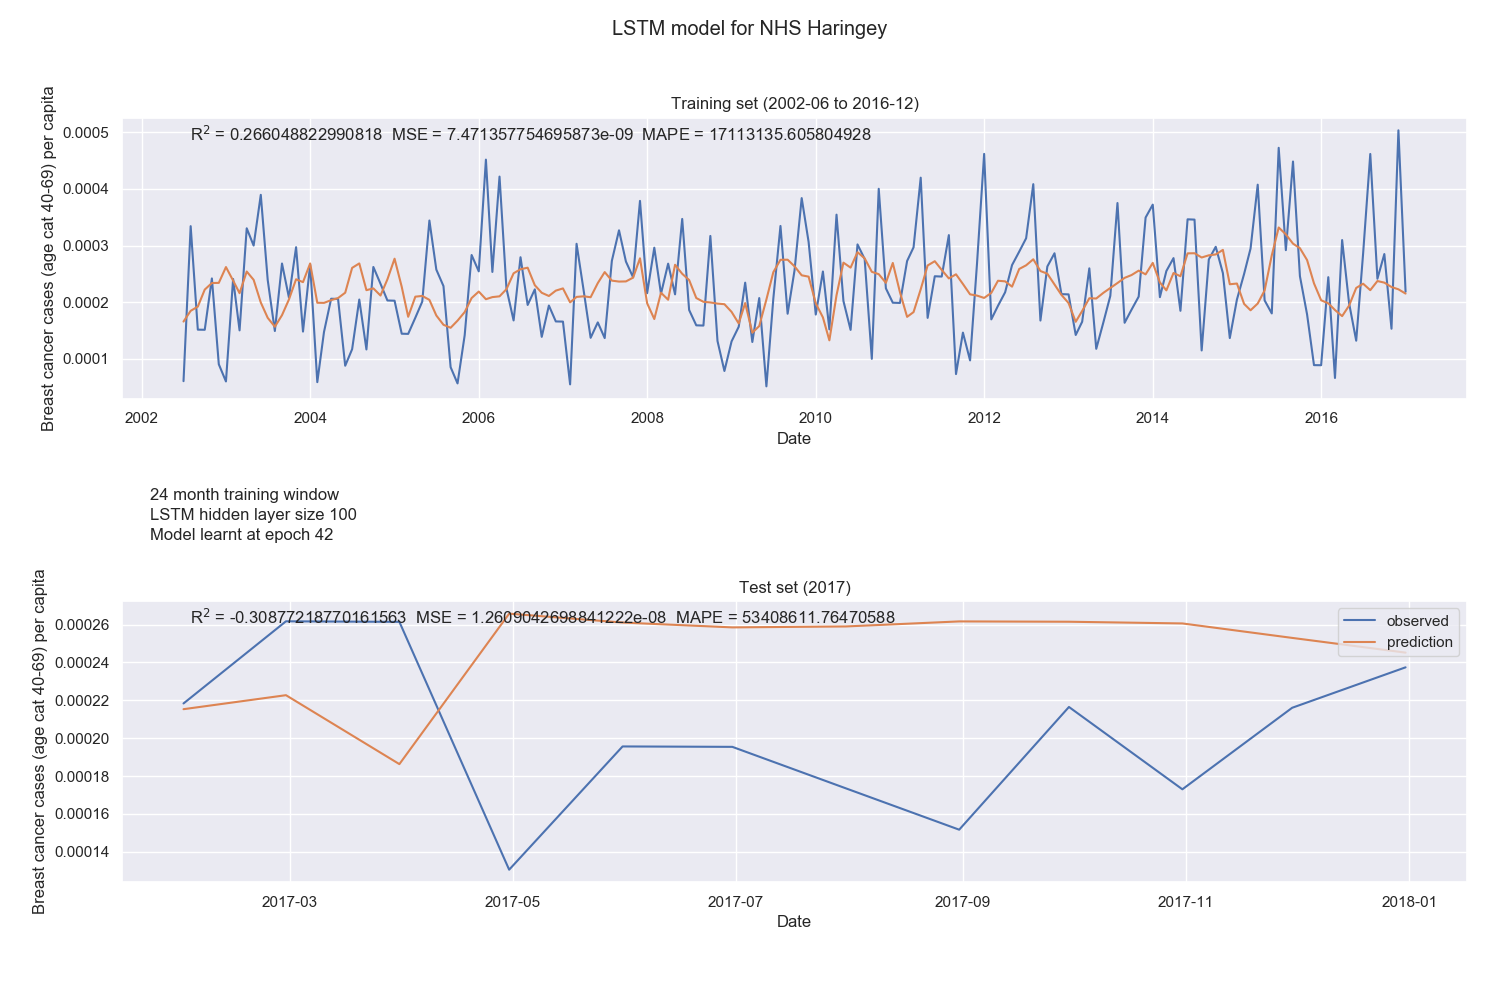 LSTM model for NHS Haringey
Training set (2002-06 to 2016-12)
R² = 0.266048822990818 MSE = 7.471357754695873e-09 MAPE = 17113135.605804928
Breast cancer cases (age cat 40-69) per capita
0.0005
0.0004
0.0003
0.0002
0.0001
2002 2004 2006 2008 2010 2012 2014 2016
Date
24 month training window
LSTM hidden layer size 100
Model learnt at epoch 42
Test set (2017)
R² = -0.30877218770161563 MSE = 1.2609042698841222e-08 MAPE = 53408611.76470588
observed
prediction
Breast cancer cases (age cat 40-69) per capita
0.00026
0.00024
0.00022
0.00020
0.00018
0.00016
0.00014
2017-03 2017-05 2017-07 2017-09 2017-11 2018-01
Date